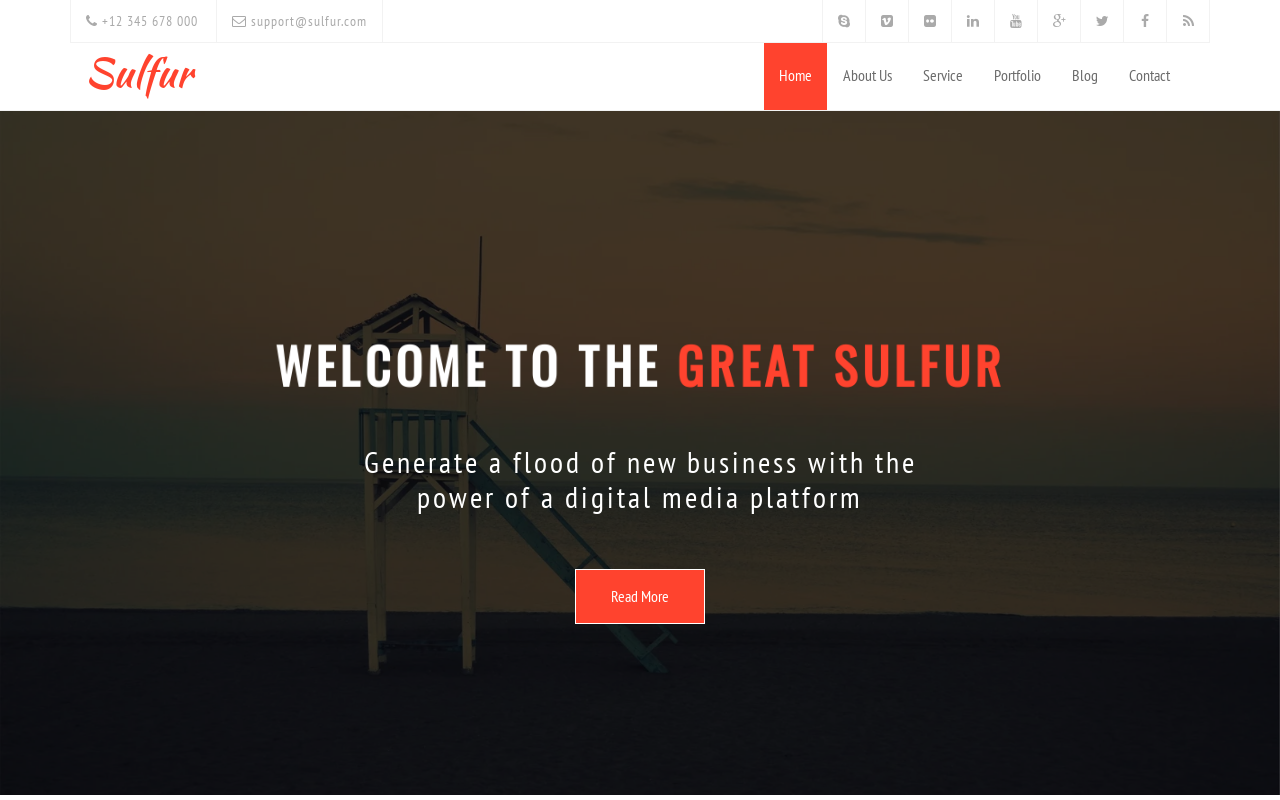 +12 345 678 000
support@sulfur.com
Sulfur
Home
About Us
Service
Portfolio
Blog
Contact
WELCOME TO THE GREAT SULFUR
Generate a flood of new business with the
power of a digital media platform
Read More